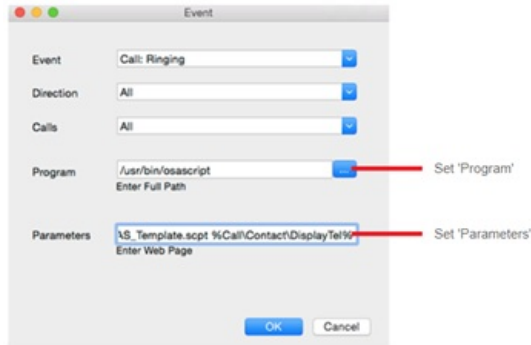 Event
Event Call: Ringing
Direction All
Calls All
Program /usr/bin/osascript ... Set 'Program'
Enter Full Path
Parameters AS_Template.scpt %Call\Contact\DisplayTel% Set 'Parameters'
Enter Web Page
OK Cancel